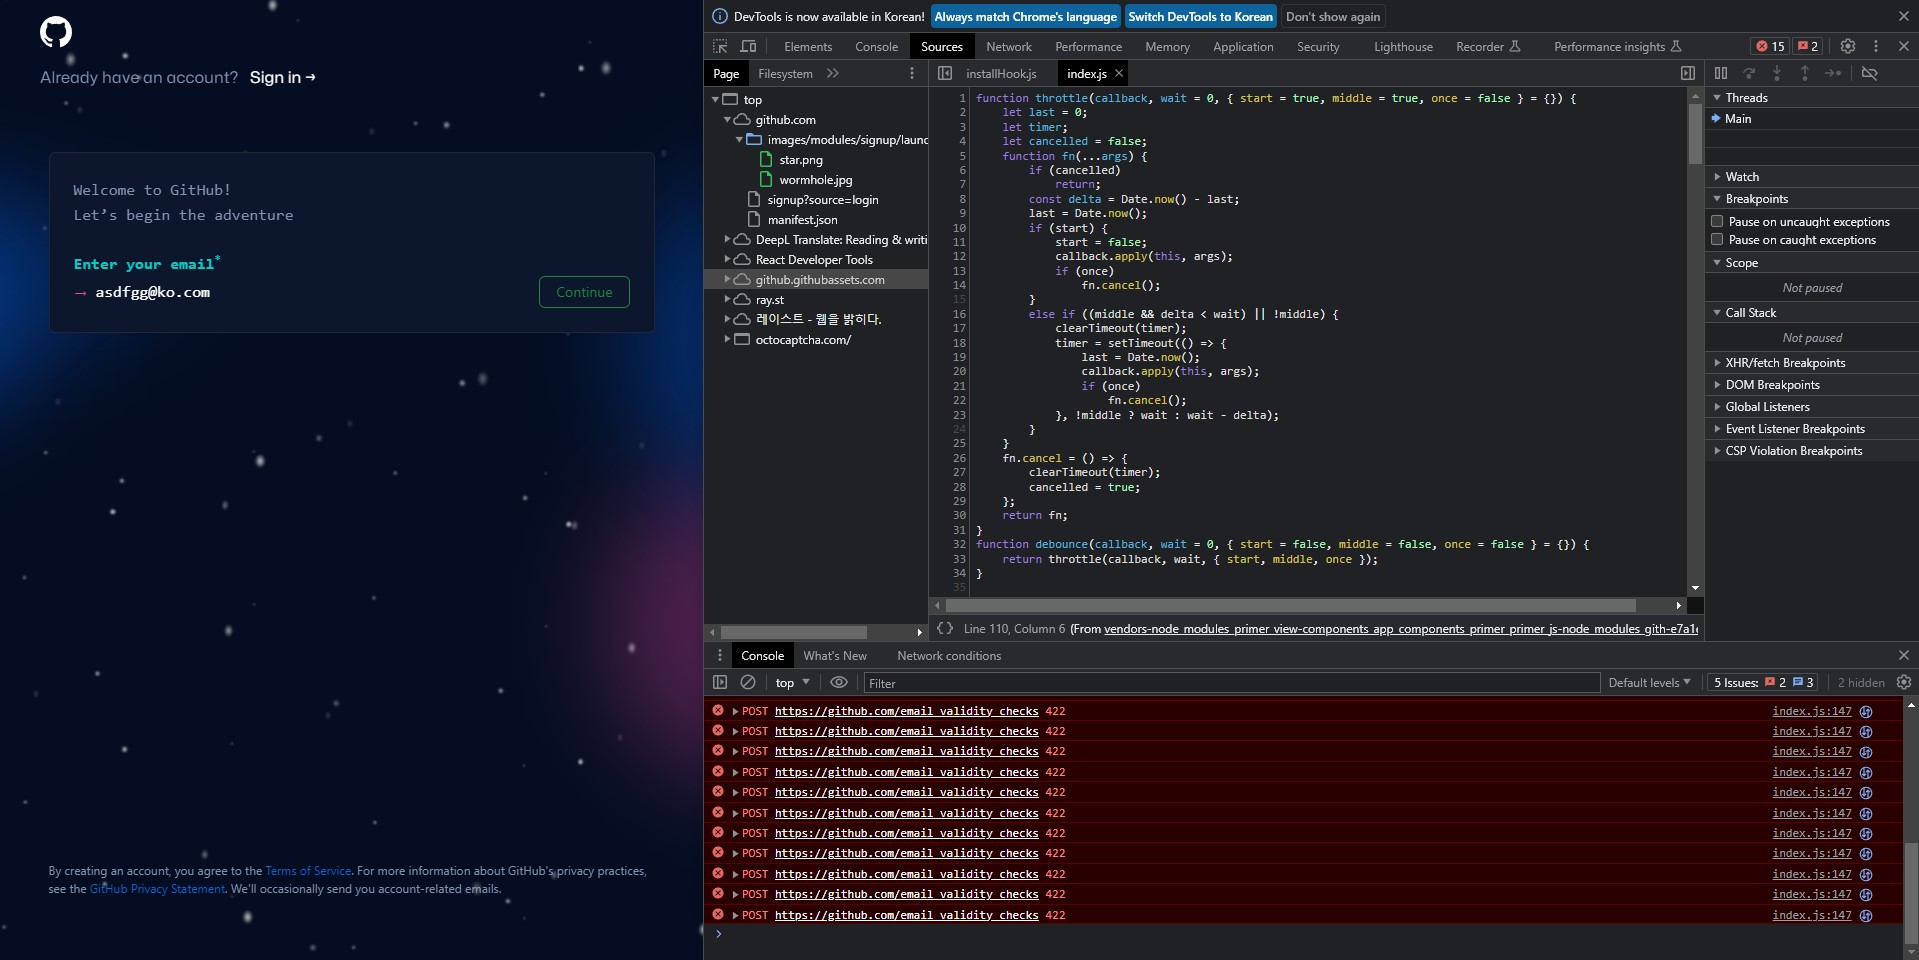 Already have an account? Sign in →
Welcome to GitHub!
Let's begin the adventure
Enter your email*
→ asdfgg@ko.com
Continue
By creating an account, you agree to the Terms of Service. For more information about GitHub's privacy practices,
see the GitHub Privacy Statement. We'll occasionally send you account-related emails.
DevTools is now available in Korean! Always match Chrome's language Switch DevTools to Korean Don't show again
Elements Console Sources Network Performance Memory Application Security Lighthouse Recorder Performance insights 15 2
Page Filesystem
top
github.com
images/modules/signup/launc
star.png
wormhole.jpg
signup?source=login
manifest.json
DeepL Translate: Reading & writi
React Developer Tools
github.githubassets.com
ray.st
레이스트 - 웹을 밝히다.
octocaptcha.com/
installHook.js index.js
1 function throttle(callback, wait = 0, { start = true, middle = true, once = false } = {}) {
2 let last = 0;
3 let timer;
4 let cancelled = false;
5 function fn(...args) {
6 if (cancelled)
7 return;
8 const delta = Date.now() - last;
9 last = Date.now();
10 if (start) {
11 start = false;
12 callback.apply(this, args);
13 if (once)
14 fn.cancel();
15 }
16 else if ((middle && delta < wait) || !middle) {
17 clearTimeout(timer);
18 timer = setTimeout(() => {
19 last = Date.now();
20 callback.apply(this, args);
21 if (once)
22 fn.cancel();
23 }, !middle ? wait : wait - delta);
24 }
25 }
26 fn.cancel = () => {
27 clearTimeout(timer);
28 cancelled = true;
29 };
30 return fn;
31 }
32 function debounce(callback, wait = 0, { start = false, middle = false, once = false } = {}) {
33 return throttle(callback, wait, { start, middle, once });
34 }
35
{} Line 110, Column 6 (From vendors-node_modules_primer_view-components_app_components_primer_primer_js-node_modules_gith-e7a1e
Threads
Main
Watch
Breakpoints
Pause on uncaught exceptions
Pause on caught exceptions
Scope
Not paused
Call Stack
Not paused
XHR/fetch Breakpoints
DOM Breakpoints
Global Listeners
Event Listener Breakpoints
CSP Violation Breakpoints
Console What's New Network conditions
top Filter Default levels 5 Issues: 2 3 2 hidden
POST https://github.com/email_validity_checks 422 index.js:147
POST https://github.com/email_validity_checks 422 index.js:147
POST https://github.com/email_validity_checks 422 index.js:147
POST https://github.com/email_validity_checks 422 index.js:147
POST https://github.com/email_validity_checks 422 index.js:147
POST https://github.com/email_validity_checks 422 index.js:147
POST https://github.com/email_validity_checks 422 index.js:147
POST https://github.com/email_validity_checks 422 index.js:147
POST https://github.com/email_validity_checks 422 index.js:147
POST https://github.com/email_validity_checks 422 index.js:147
POST https://github.com/email_validity_checks 422 index.js:147